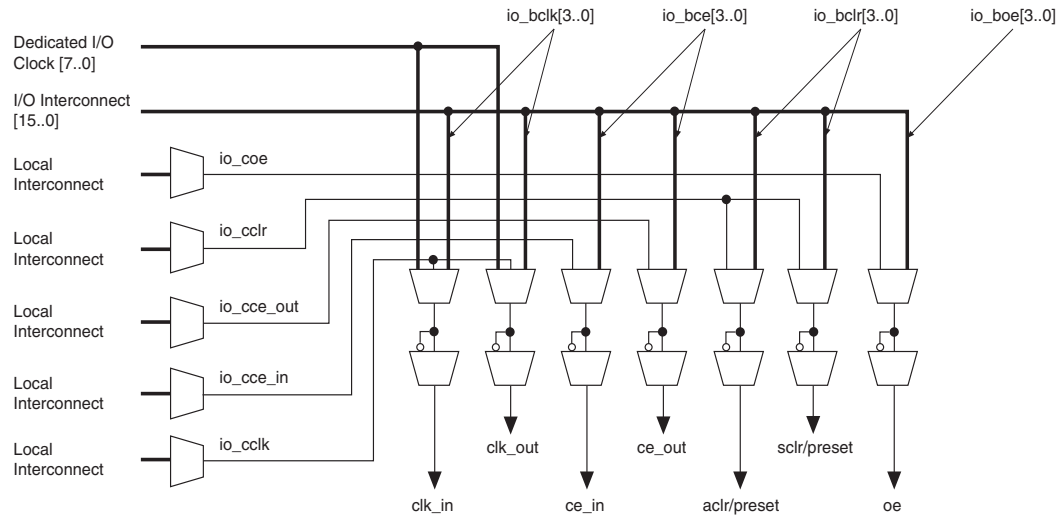 io_bclk[3..0]
io_bce[3..0]
io_bclr[3..0]
io_boe[3..0]
Dedicated I/O
Clock [7..0]
I/O Interconnect
[15..0]
Local
Interconnect
io_coe
Local
Interconnect
io_cclr
Local
Interconnect
io_cce_out
Local
Interconnect
io_cce_in
Local
Interconnect
io_cclk
clk_out
ce_out
sclr/preset
clk_in
ce_in
aclr/preset
oe